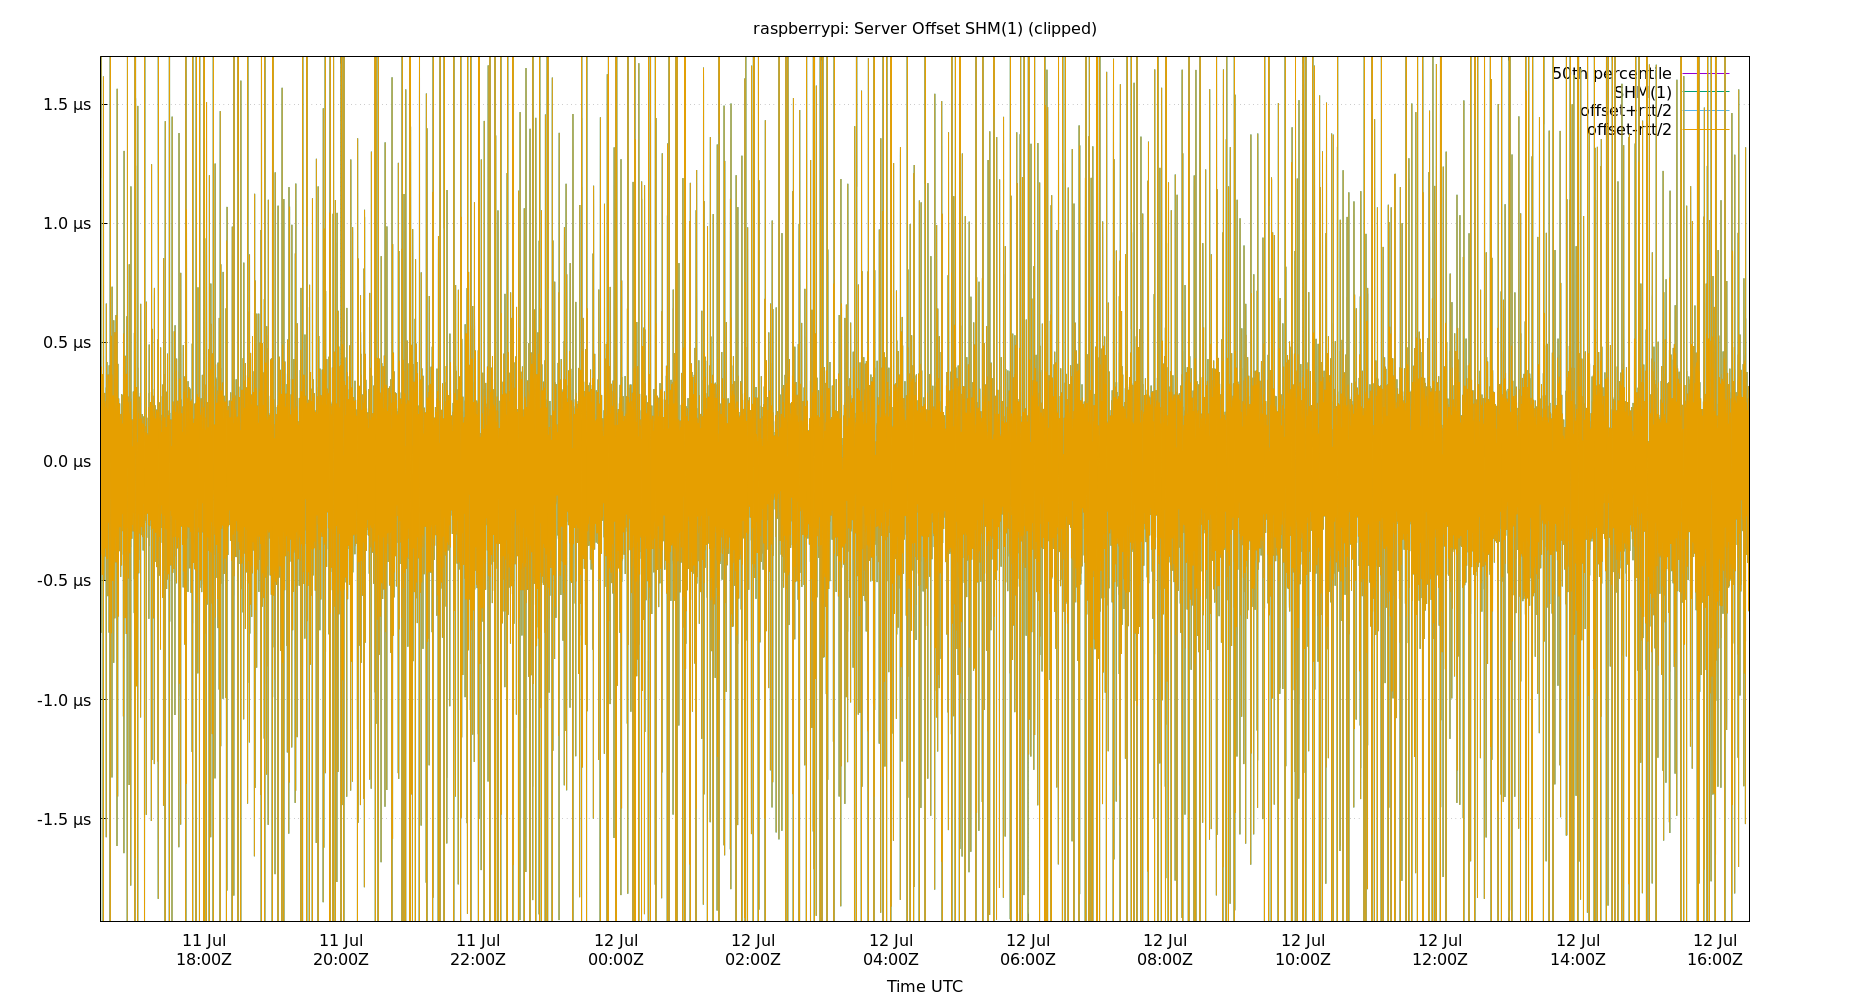 raspberrypi: Server Offset SHM(1) (clipped)
50th percentile
SHM(1)
offset+rtt/2
offset-rtt/2
1.5 µs
1.0 µs
0.5 µs
0.0 µs
-0.5 µs
-1.0 µs
-1.5 µs
11 Jul 11 Jul 11 Jul 12 Jul 12 Jul 12 Jul 12 Jul 12 Jul 12 Jul 12 Jul 12 Jul 12 Jul
18:00Z 20:00Z 22:00Z 00:00Z 02:00Z 04:00Z 06:00Z 08:00Z 10:00Z 12:00Z 14:00Z 16:00Z
Time UTC